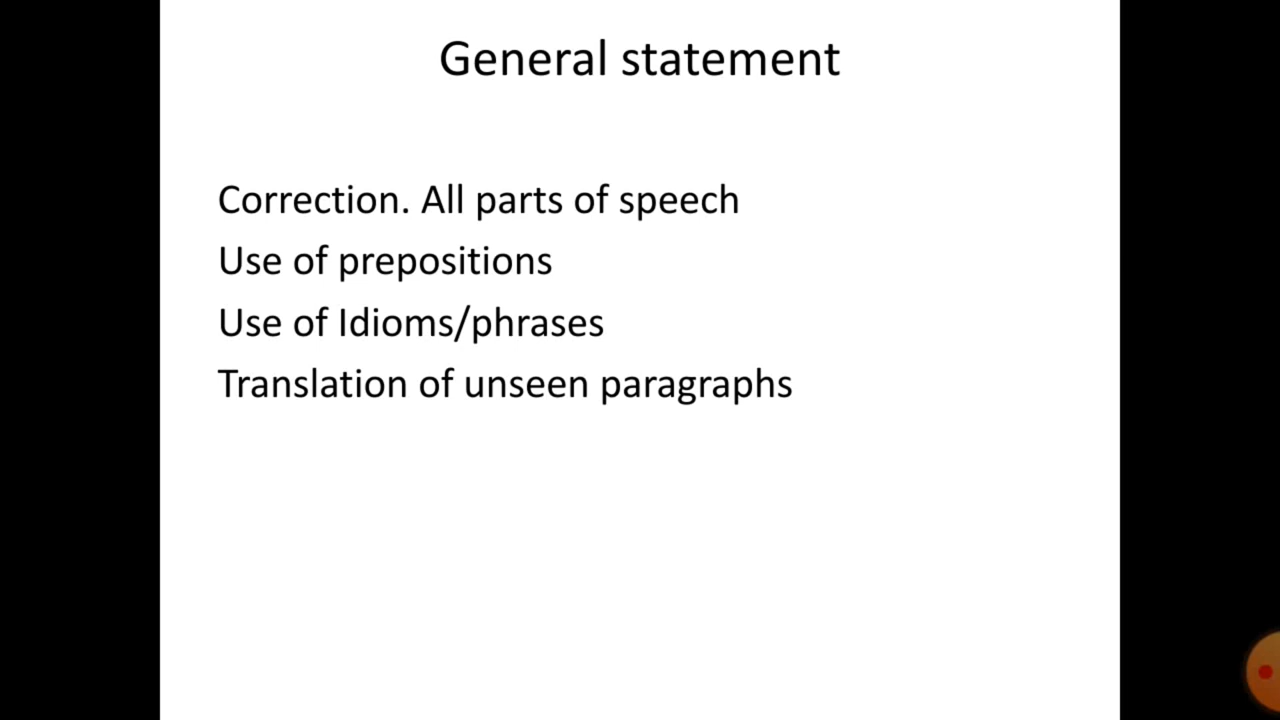 General statement
Correction. All parts of speech
Use of prepositions
Use of Idioms/phrases
Translation of unseen paragraphs